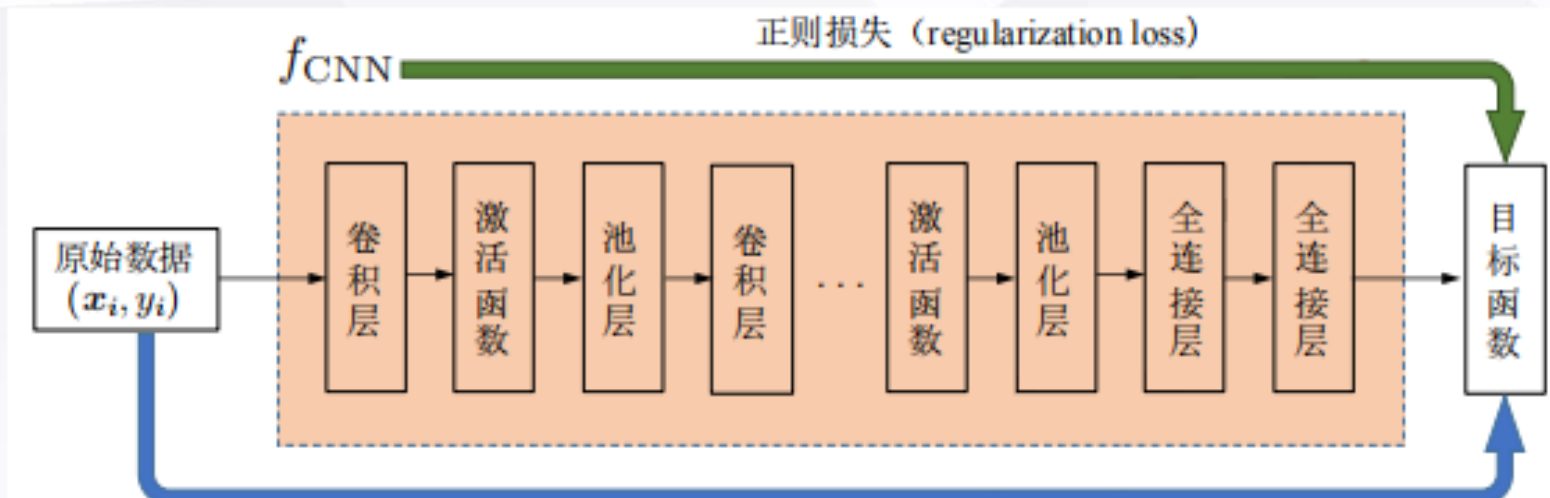 正则损失（regularization loss）
f_CNN
原始数据
(x_i, y_i)
卷积层
激活函数
池化层
卷积层
···
激活函数
池化层
全连接层
全连接层
目标函数